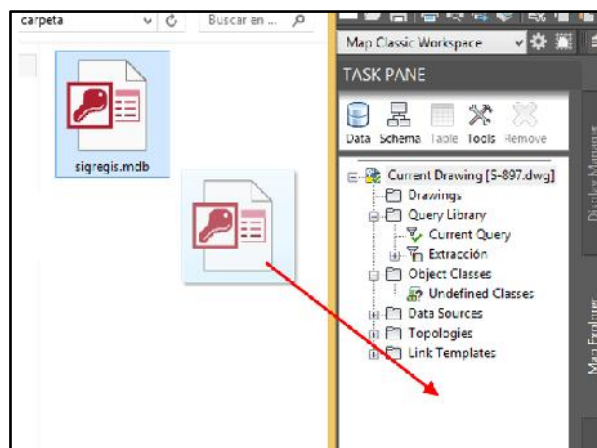 carpeta
Buscar en ...
sigregis.mdb
Map Classic Workspace
TASK PANE
Data Schema Table Tools Remove
Current Drawing [S-897.dwg]
Drawings
Query Library
Current Query
Extracción
Object Classes
Undefined Classes
Data Sources
Topologies
Link Templates
Display Manager
Map Explorer